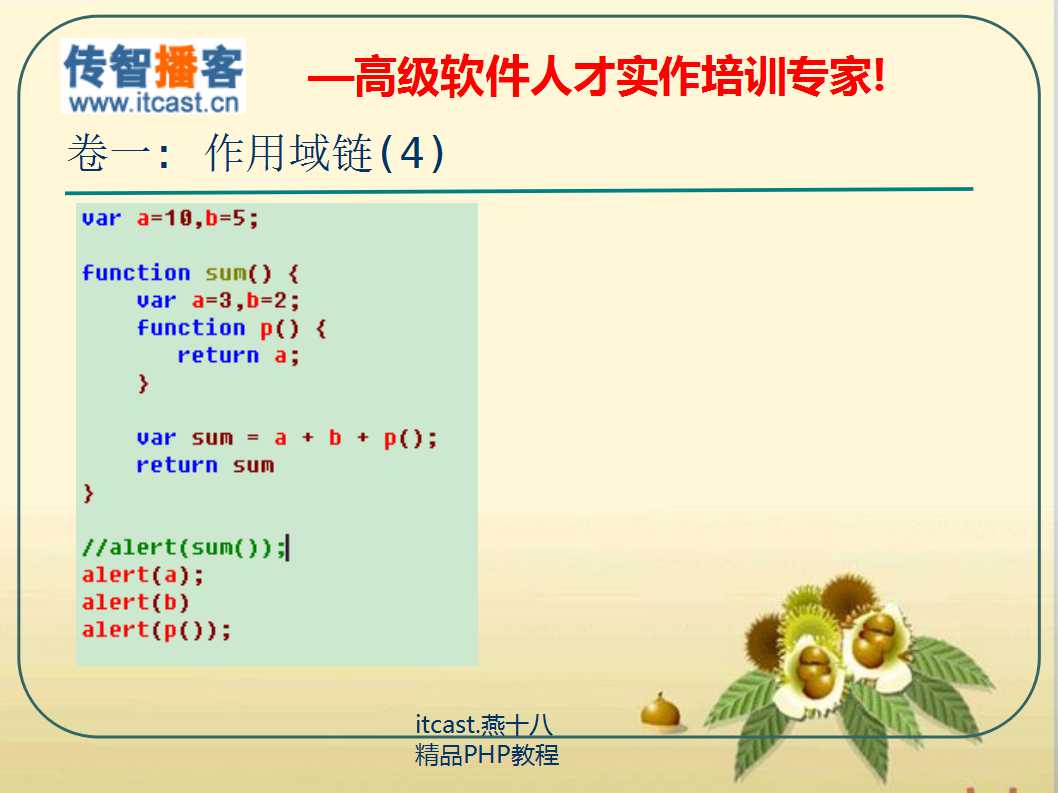 传智播客
www.itcast.cn
—高级软件人才实作培训专家!
卷一: 作用域链(4)
var a=10,b=5;
function sum() {
    var a=3,b=2;
    function p() {
       return a;
    }
    var sum = a + b + p();
    return sum
}
//alert(sum());
alert(a);
alert(b)
alert(p());
itcast.燕十八
精品PHP教程